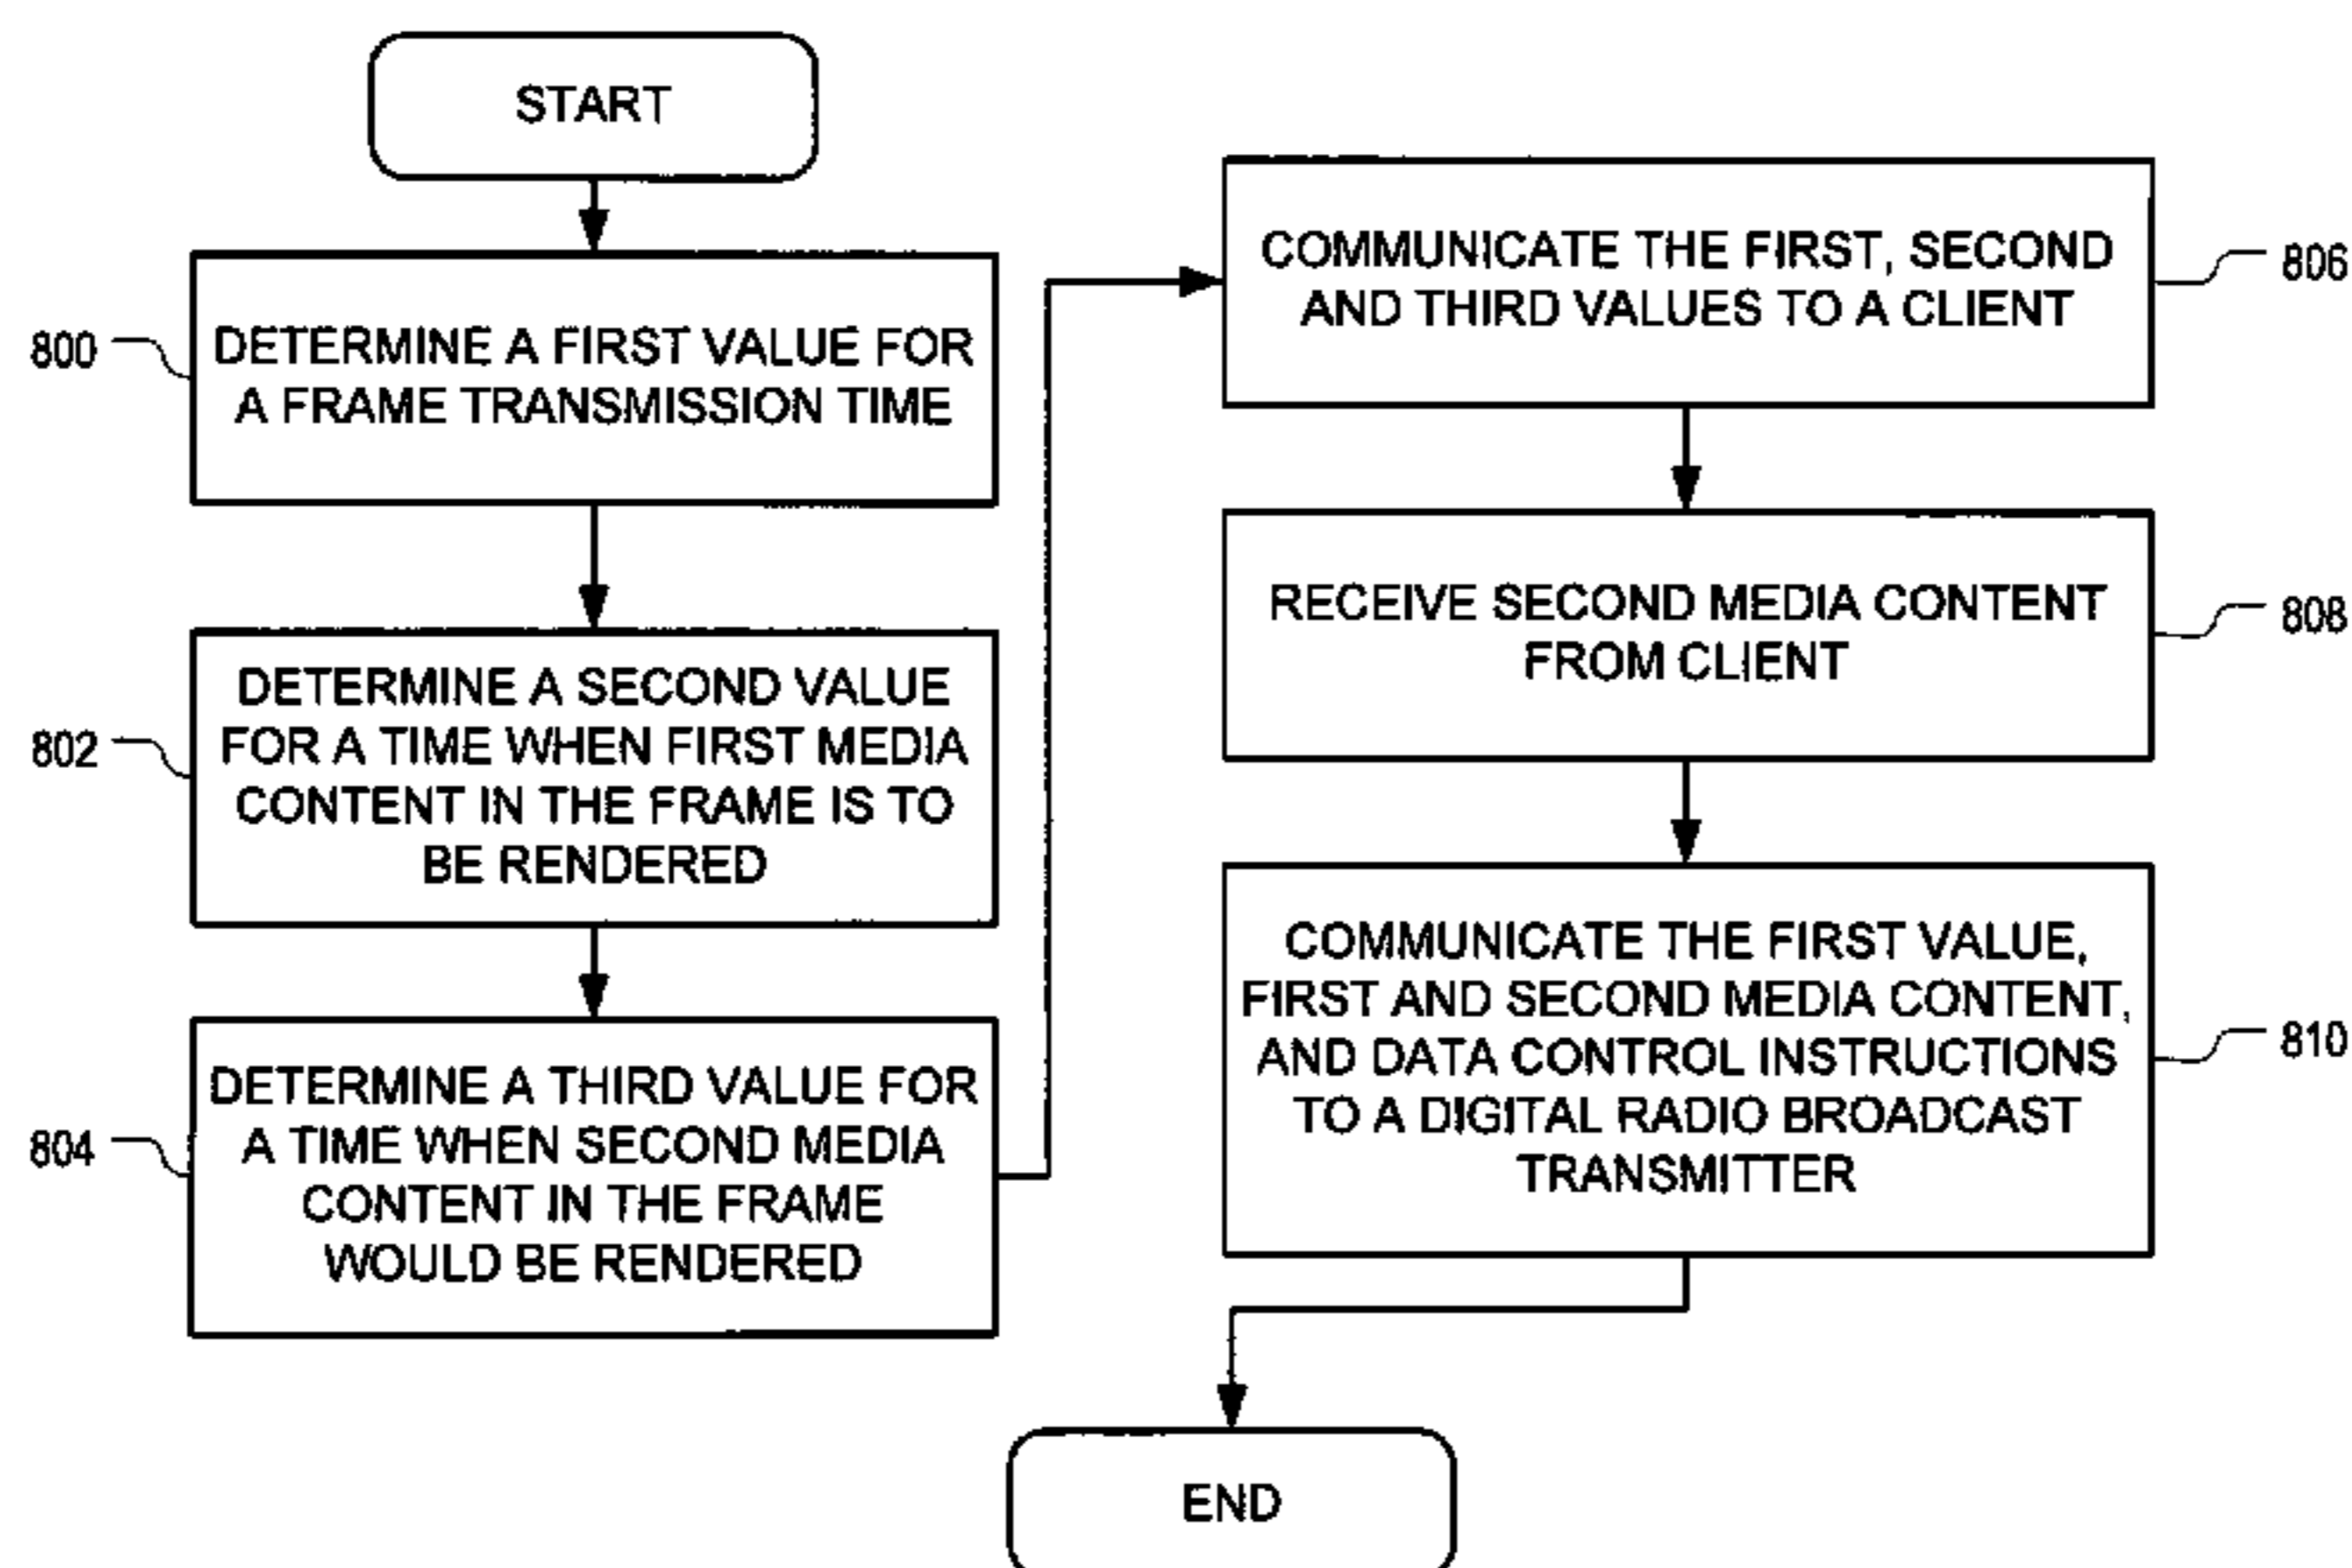 START
800
DETERMINE A FIRST VALUE FOR
A FRAME TRANSMISSION TIME
802
DETERMINE A SECOND VALUE
FOR A TIME WHEN FIRST MEDIA
CONTENT IN THE FRAME IS TO
BE RENDERED
804
DETERMINE A THIRD VALUE FOR
A TIME WHEN SECOND MEDIA
CONTENT IN THE FRAME
WOULD BE RENDERED
COMMUNICATE THE FIRST, SECOND
AND THIRD VALUES TO A CLIENT
806
RECEIVE SECOND MEDIA CONTENT
FROM CLIENT
808
COMMUNICATE THE FIRST VALUE,
FIRST AND SECOND MEDIA CONTENT,
AND DATA CONTROL INSTRUCTIONS
TO A DIGITAL RADIO BROADCAST
TRANSMITTER
810
END